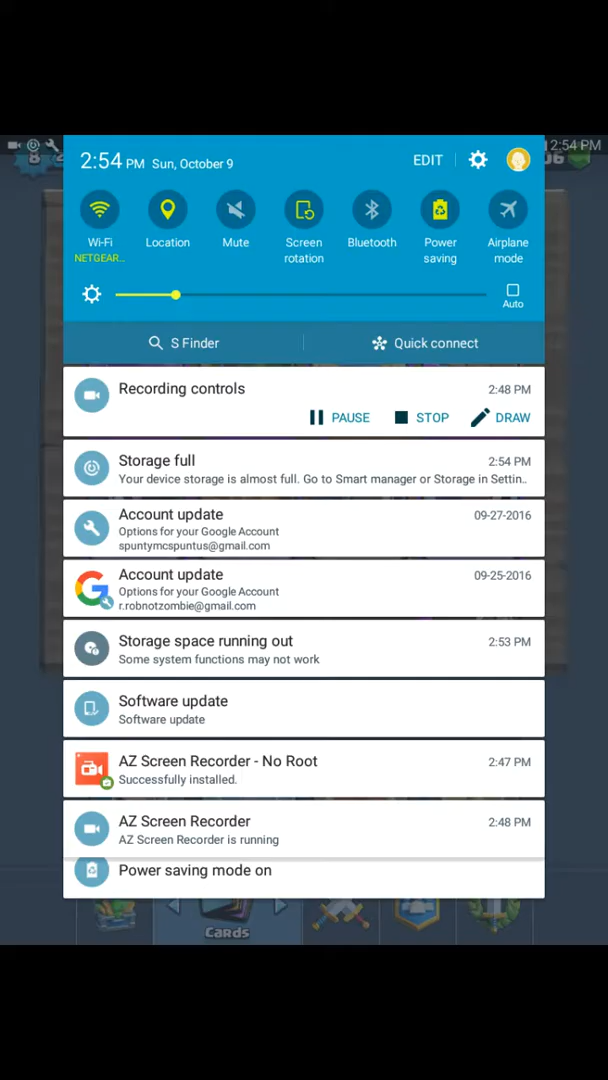 2:54 PM
2:54 PM Sun, October 9
EDIT
Wi-Fi
NETGEAR..
Location
Mute
Screen
rotation
Bluetooth
Power
saving
Airplane
mode
Auto
S Finder
Quick connect
Recording controls 2:48 PM
PAUSE STOP DRAW
Storage full 2:54 PM
Your device storage is almost full. Go to Smart manager or Storage in Settin..
Account update 09-27-2016
Options for your Google Account
spuntymcspuntus@gmail.com
Account update 09-25-2016
Options for your Google Account
r.robnotzombie@gmail.com
Storage space running out 2:53 PM
Some system functions may not work
Software update
Software update
AZ Screen Recorder - No Root 2:47 PM
Successfully installed.
AZ Screen Recorder 2:48 PM
AZ Screen Recorder is running
Power saving mode on
Cards